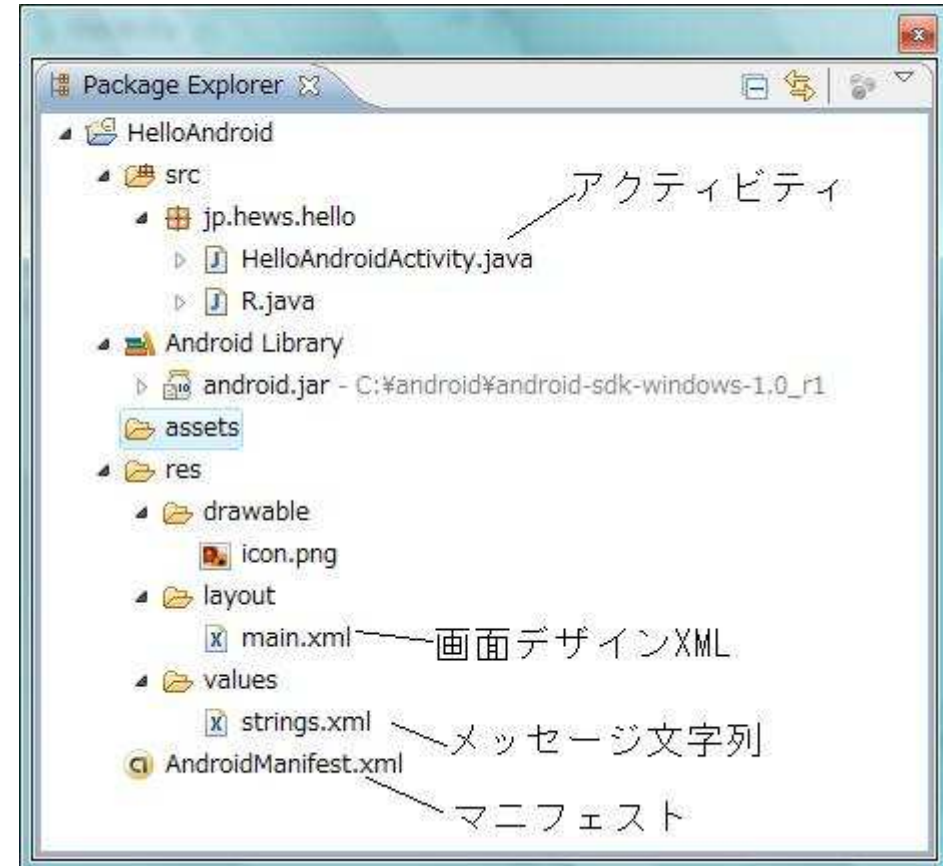 Package Explorer
HelloAndroid
src
アクティビティ
jp.hews.hello
HelloAndroidActivity.java
R.java
Android Library
android.jar - C:¥android¥android-sdk-windows-1.0_r1
assets
res
drawable
icon.png
layout
main.xml
画面デザインXML
values
strings.xml
メッセージ文字列
AndroidManifest.xml
マニフェスト